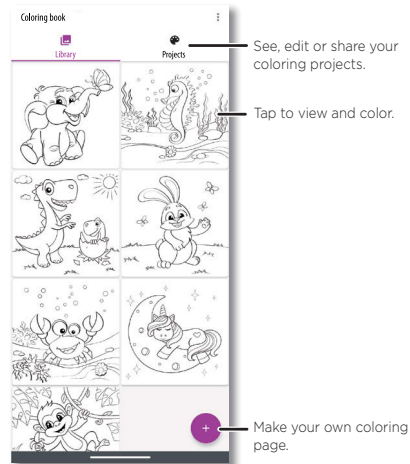 Coloring book
Library
Projects
See, edit or share your
coloring projects.
Tap to view and color.
+
Make your own coloring
page.